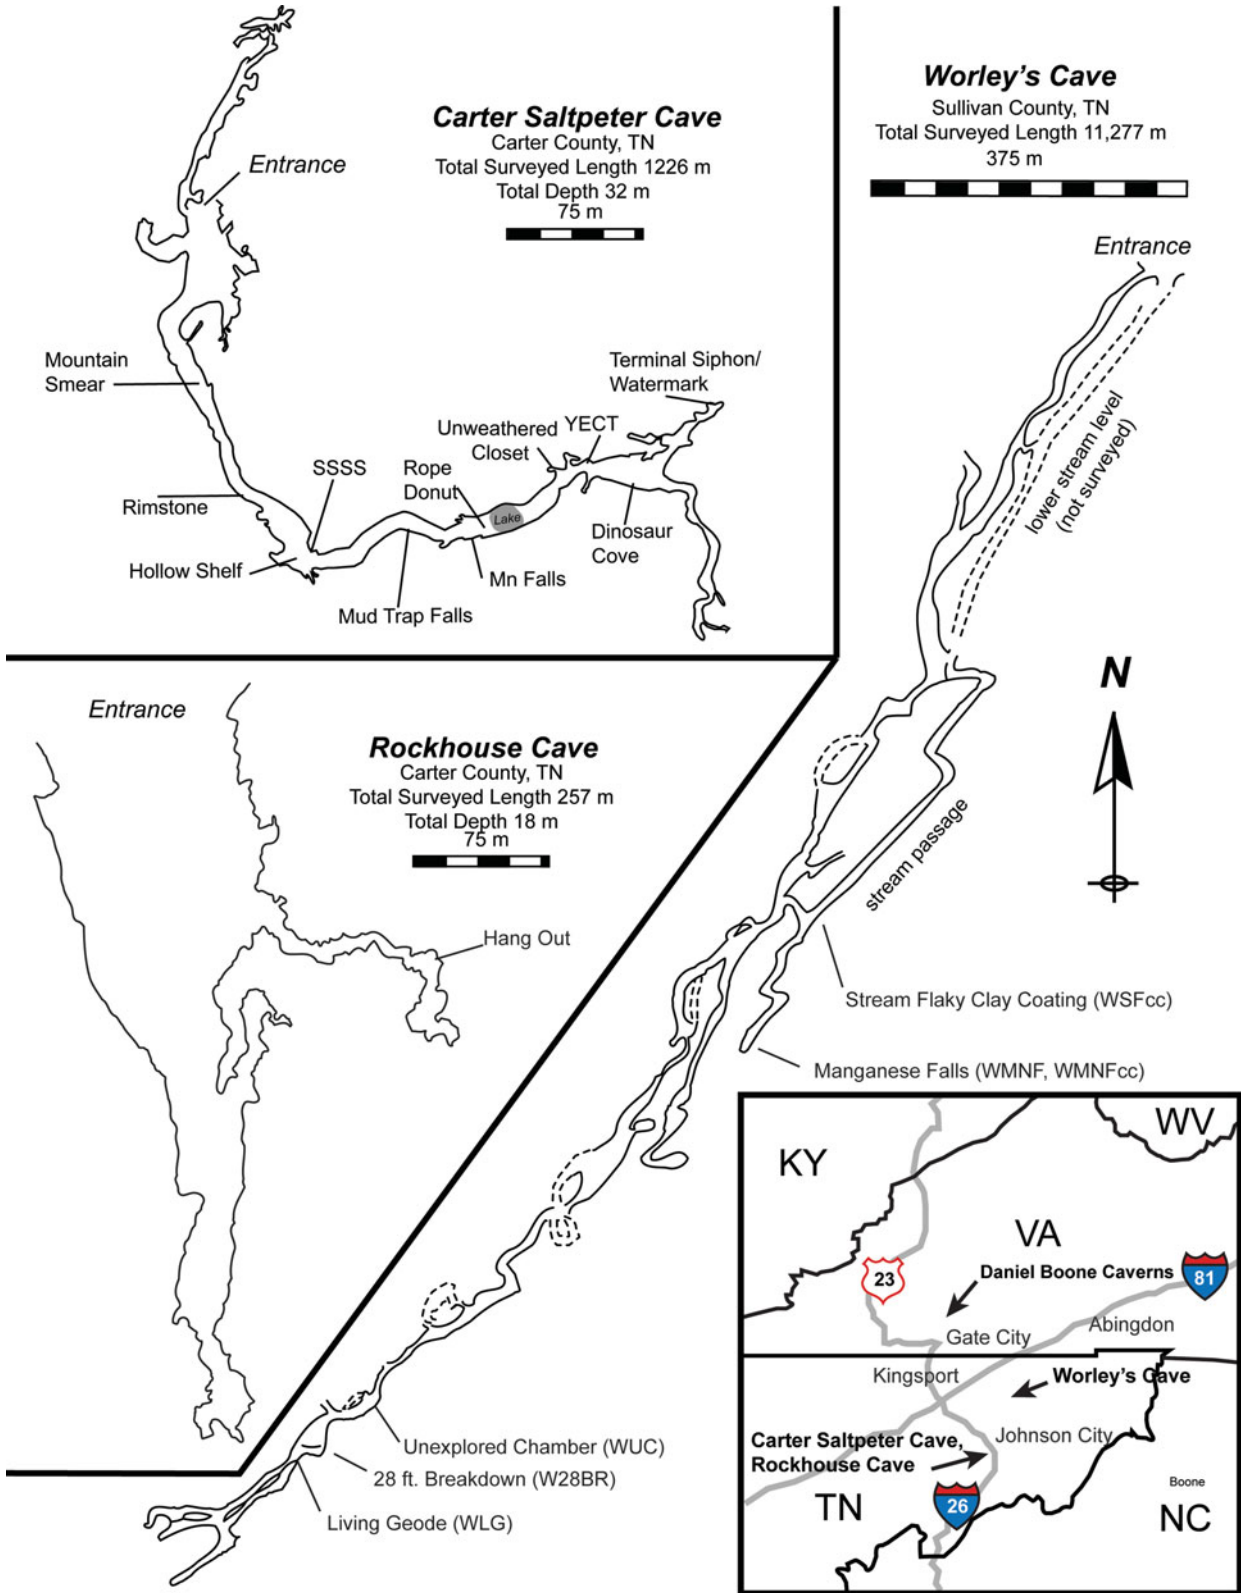 Carter Saltpeter Cave
Carter County, TN
Total Surveyed Length 1226 m
Total Depth 32 m
75 m
Entrance
Mountain
Smear
Rimstone
Hollow Shelf
SSSS
Mud Trap Falls
Rope
Donut
Lake
Mn Falls
Unweathered
Closet
YECT
Dinosaur
Cove
Terminal Siphon/
Watermark
Worley's Cave
Sullivan County, TN
Total Surveyed Length 11,277 m
375 m
Entrance
lower stream level
(not surveyed)
N
stream passage
Stream Flaky Clay Coating (WSFcc)
Manganese Falls (WMNF, WMNFcc)
Unexplored Chamber (WUC)
28 ft. Breakdown (W28BR)
Living Geode (WLG)
Rockhouse Cave
Carter County, TN
Total Surveyed Length 257 m
Total Depth 18 m
75 m
Entrance
Hang Out
KY
WV
VA
23
Daniel Boone Caverns
81
Gate City
Abingdon
Kingsport
Worley's Cave
Carter Saltpeter Cave,
Rockhouse Cave
Johnson City
TN
26
Boone
NC